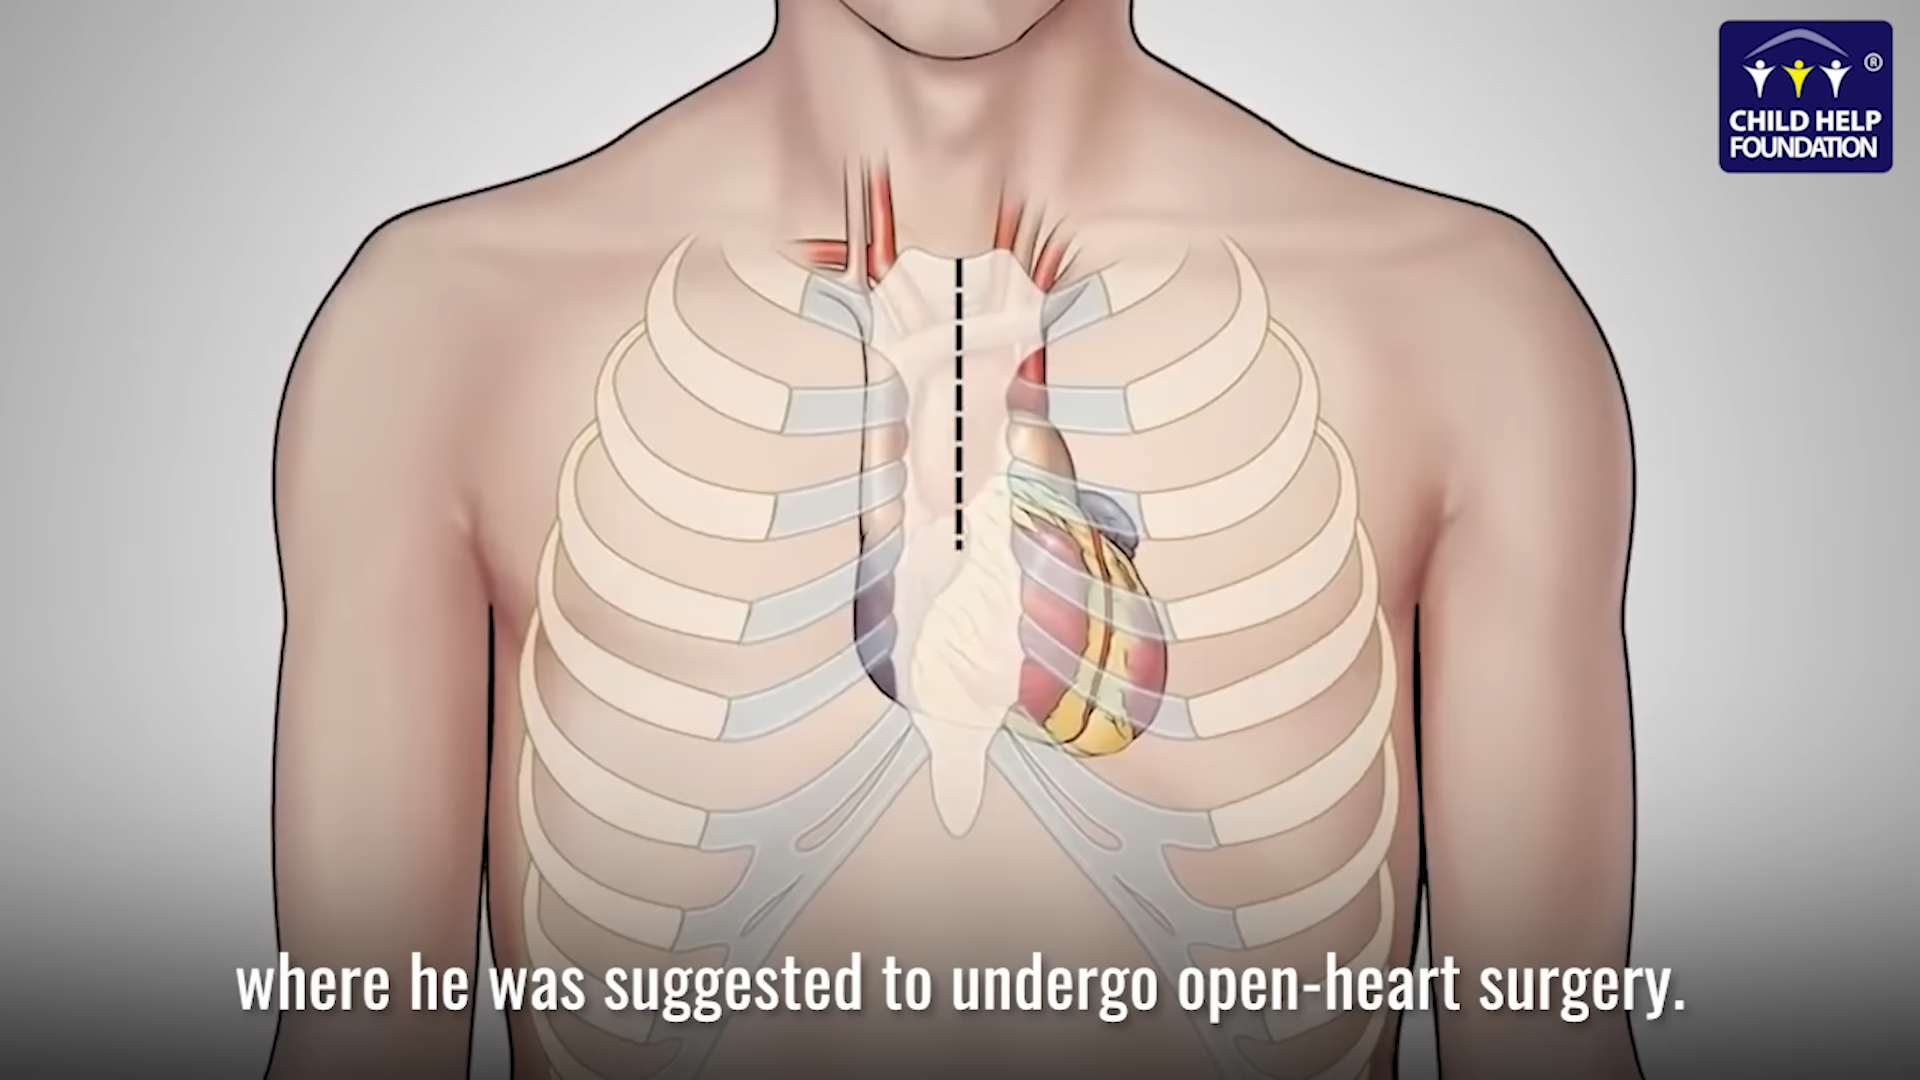 ®
CHILD HELP
FOUNDATION
where he was suggested to undergo open-heart surgery.